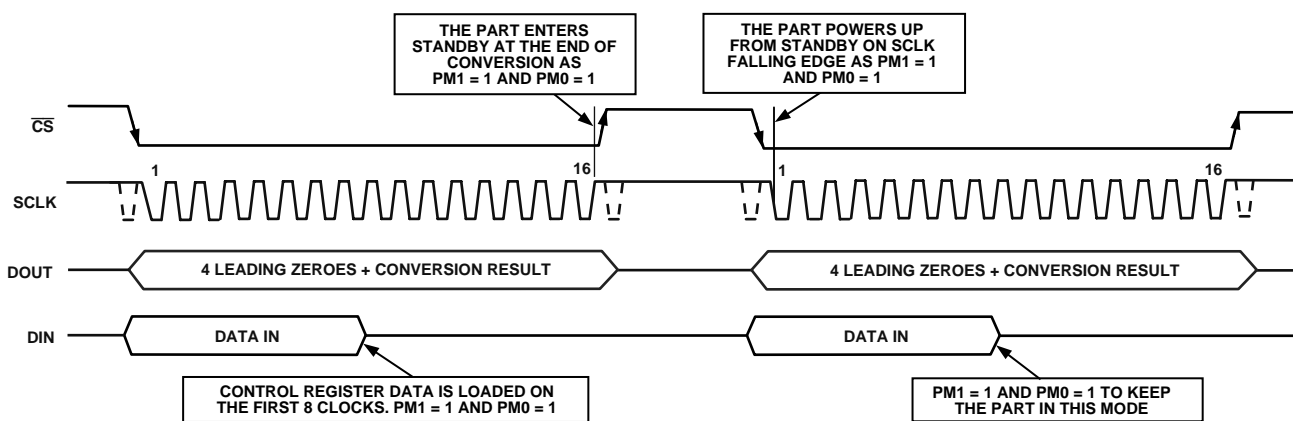 THE PART ENTERS
STANDBY AT THE END OF
CONVERSION AS
PM1 = 1 AND PM0 = 1
THE PART POWERS UP
FROM STANDBY ON SCLK
FALLING EDGE AS PM1 = 1
AND PM0 = 1
CS
1
16
1
16
SCLK
DOUT
4 LEADING ZEROES + CONVERSION RESULT
4 LEADING ZEROES + CONVERSION RESULT
DIN
DATA IN
DATA IN
CONTROL REGISTER DATA IS LOADED ON
THE FIRST 8 CLOCKS. PM1 = 1 AND PM0 = 1
PM1 = 1 AND PM0 = 1 TO KEEP
THE PART IN THIS MODE